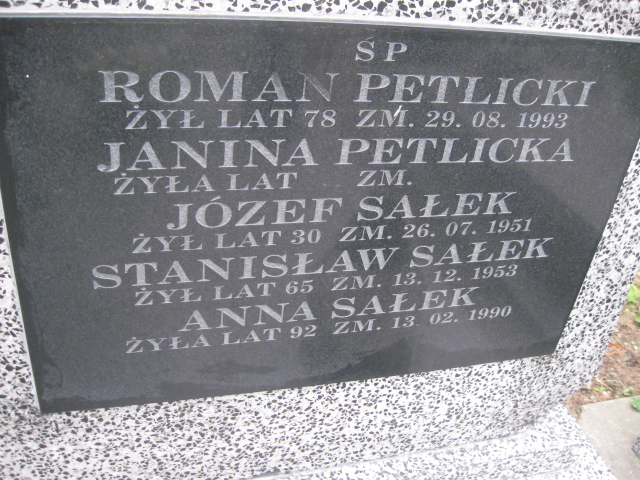 ŚP
ROMAN PETLICKI
ŻYŁ LAT 78 ZM. 29. 08. 1993
JANINA PETLICKA
ŻYŁA LAT ZM.
JÓZEF SAŁEK
ŻYŁ LAT 30 ZM. 26. 07. 1951
STANISŁAW SAŁEK
ŻYŁ LAT 65 ZM. 13. 12. 1953
ANNA SAŁEK
ŻYŁA LAT 92 ZM. 13 02. 1990